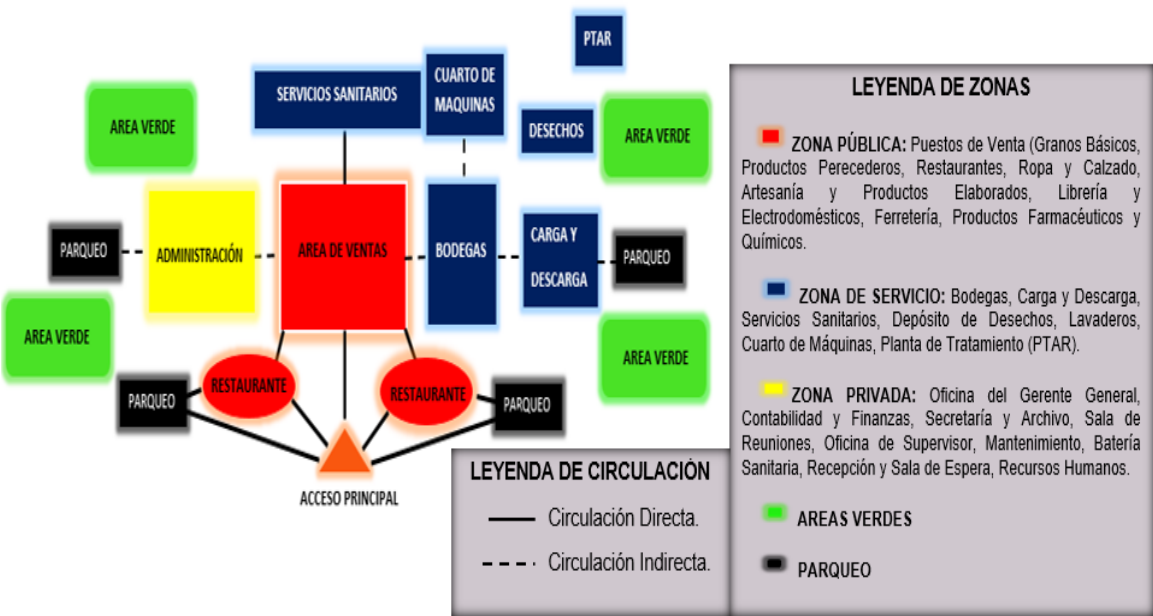 PTAR
CUARTO DE
MAQUINAS
SERVICIOS SANITARIOS
AREA VERDE
DESECHOS
AREA VERDE
PARQUEO
ADMINISTRACIÓN
AREA DE VENTAS
BODEGAS
CARGA Y
DESCARGA
PARQUEO
AREA VERDE
AREA VERDE
PARQUEO
RESTAURANTE
RESTAURANTE
PARQUEO
ACCESO PRINCIPAL
LEYENDA DE CIRCULACIÓN
Circulación Directa.
Circulación Indirecta.
LEYENDA DE ZONAS
ZONA PÚBLICA: Puestos de Venta (Granos Básicos,
Productos Perecederos, Restaurantes, Ropa y Calzado,
Artesanía y Productos Elaborados, Librería y
Electrodomésticos, Ferretería, Productos Farmacéuticos y
Químicos.
ZONA DE SERVICIO: Bodegas, Carga y Descarga,
Servicios Sanitarios, Depósito de Desechos, Lavaderos,
Cuarto de Máquinas, Planta de Tratamiento (PTAR).
ZONA PRIVADA: Oficina del Gerente General,
Contabilidad y Finanzas, Secretaría y Archivo, Sala de
Reuniones, Oficina de Supervisor, Mantenimiento, Batería
Sanitaria, Recepción y Sala de Espera, Recursos Humanos.
AREAS VERDES
PARQUEO